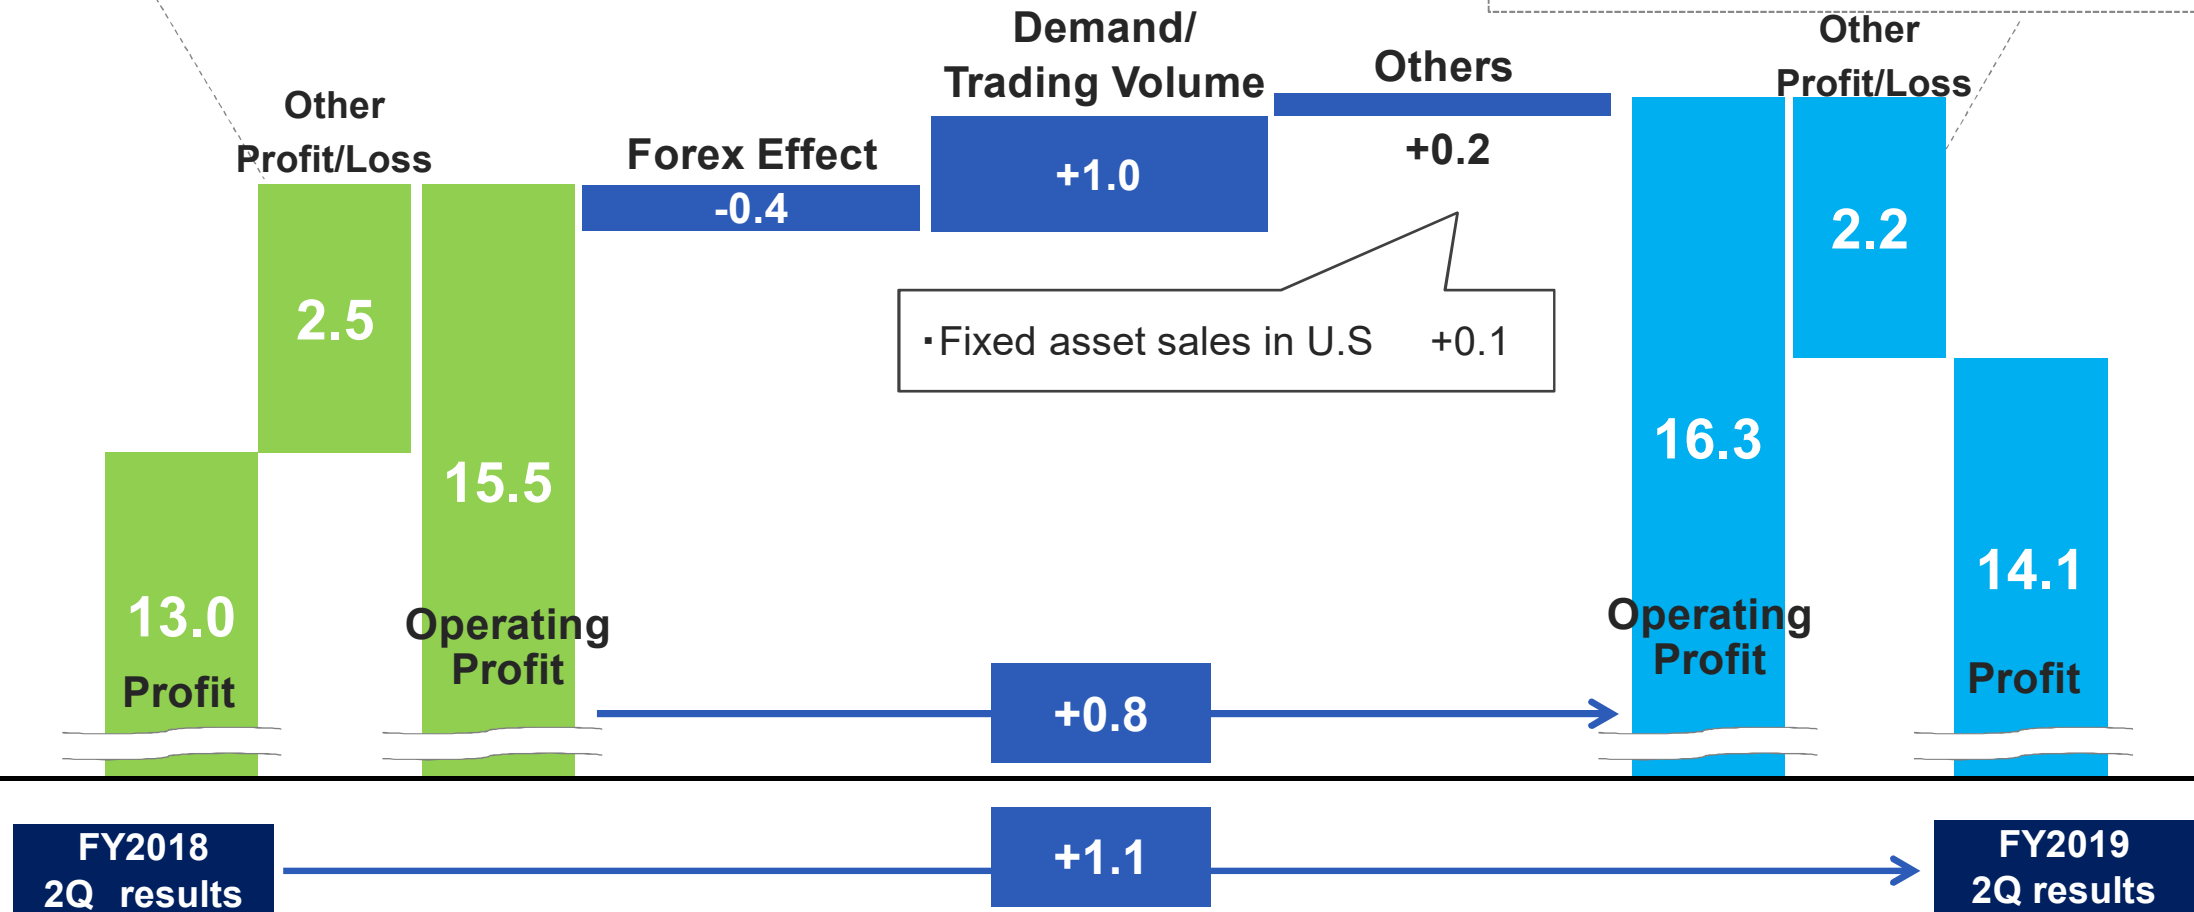 Other
Profit/Loss
2.5
13.0
Profit
15.5
Operating
Profit
Forex Effect
-0.4
Demand/
Trading Volume
+1.0
Others
+0.2
･Fixed asset sales in U.S +0.1
Other
Profit/Loss
2.2
16.3
Operating
Profit
14.1
Profit
+0.8
FY2018
2Q results
+1.1
FY2019
2Q results